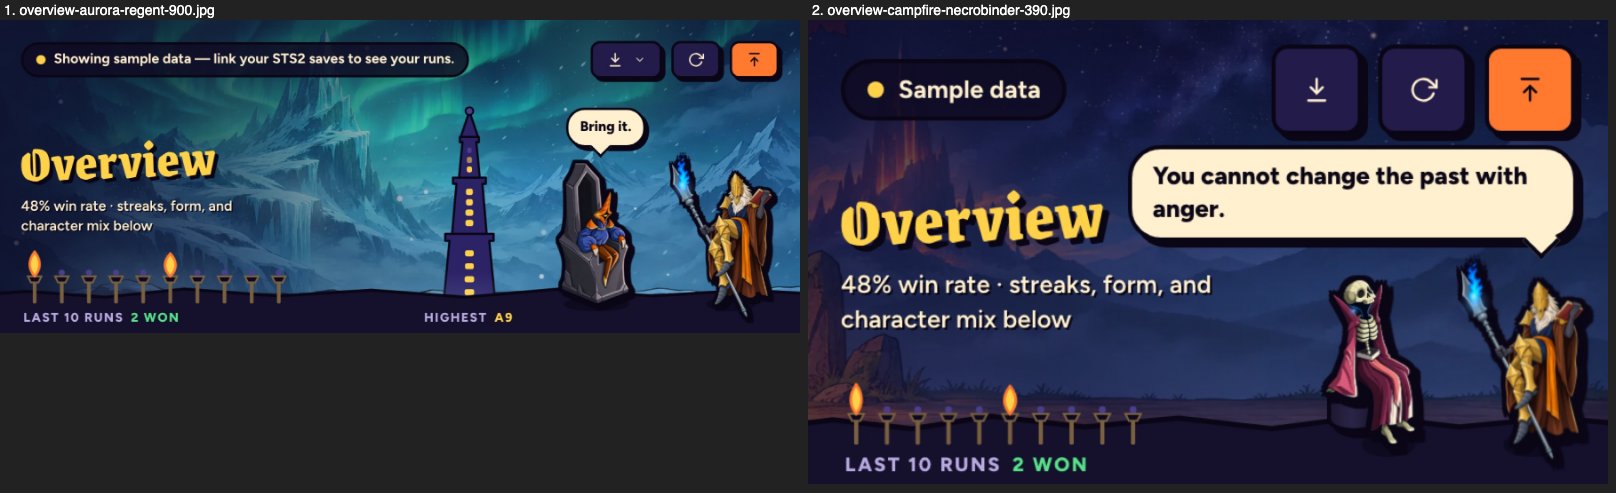 1. overview-aurora-regent-900.jpg
Showing sample data — link your STS2 saves to see your runs.
Bring it.
Overview
48% win rate · streaks, form, and
character mix below
LAST 10 RUNS 2 WON
HIGHEST A9
2. overview-campfire-necrobinder-390.jpg
Sample data
You cannot change the past with
anger.
Overview
48% win rate · streaks, form, and
character mix below
LAST 10 RUNS 2 WON